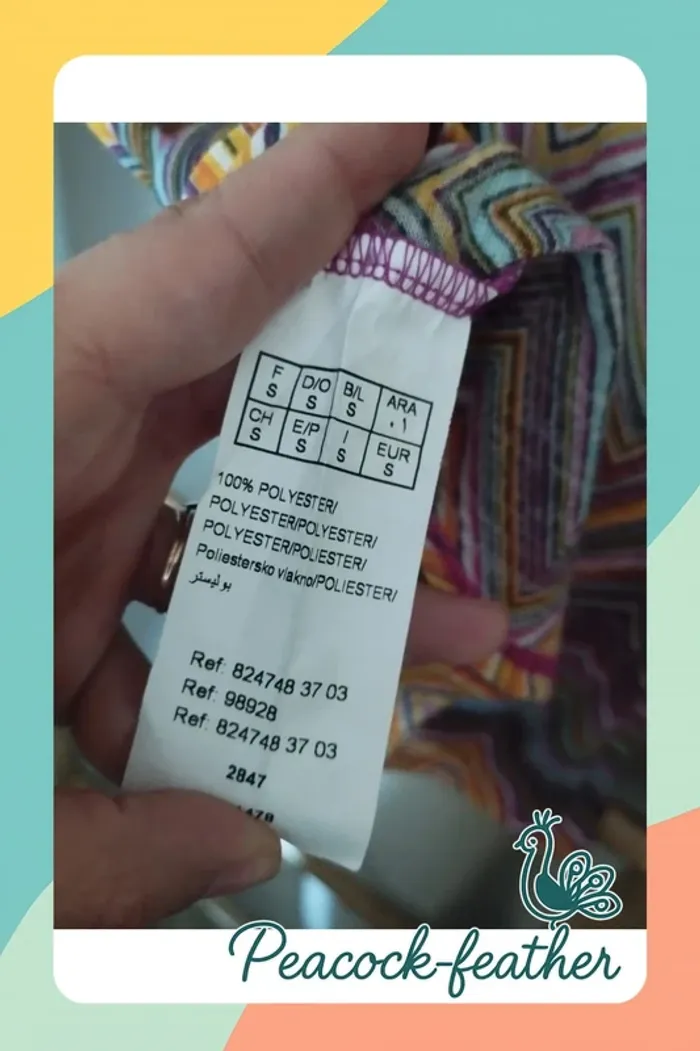 F D/O B/L ARA
S S S ٠١
CH E/P I EUR
S S S S
100% POLYESTER/
POLYESTER/POLYESTER/
POLYESTER/POLIESTER/
Poliestersko vlakno/POLIESTER/
بوليستر
Ref: 824748 37 03
Ref: 98928
Ref: 824748 37 03
2847
Peacock-feather